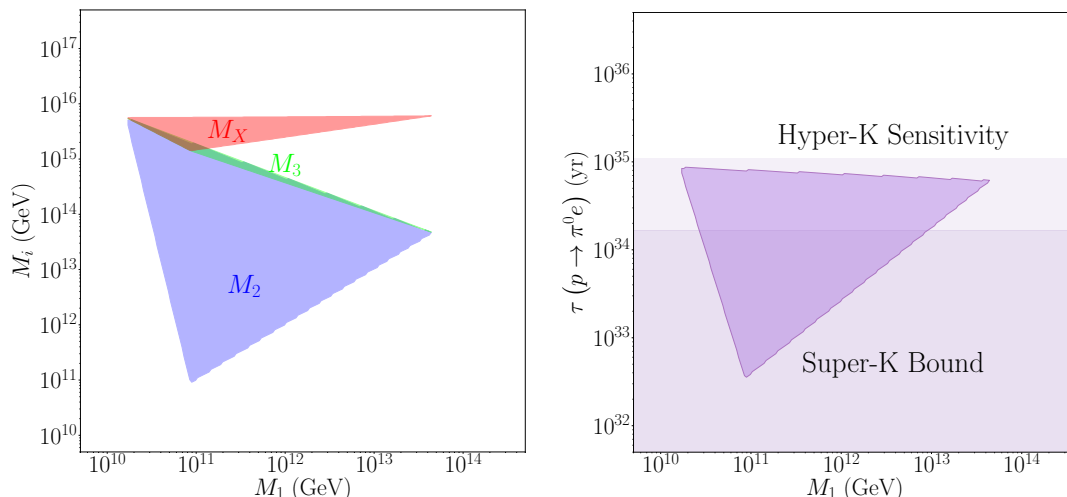 10^17
10^16
10^15
10^14
10^13
10^12
10^11
10^10
M_i (GeV)
M_X
M_3
M_2
10^10 10^11 10^12 10^13 10^14
M_1 (GeV)
10^36
10^35
10^34
10^33
10^32
τ (p → π^0 e) (yr)
Hyper-K Sensitivity
Super-K Bound
10^10 10^11 10^12 10^13 10^14
M_1 (GeV)